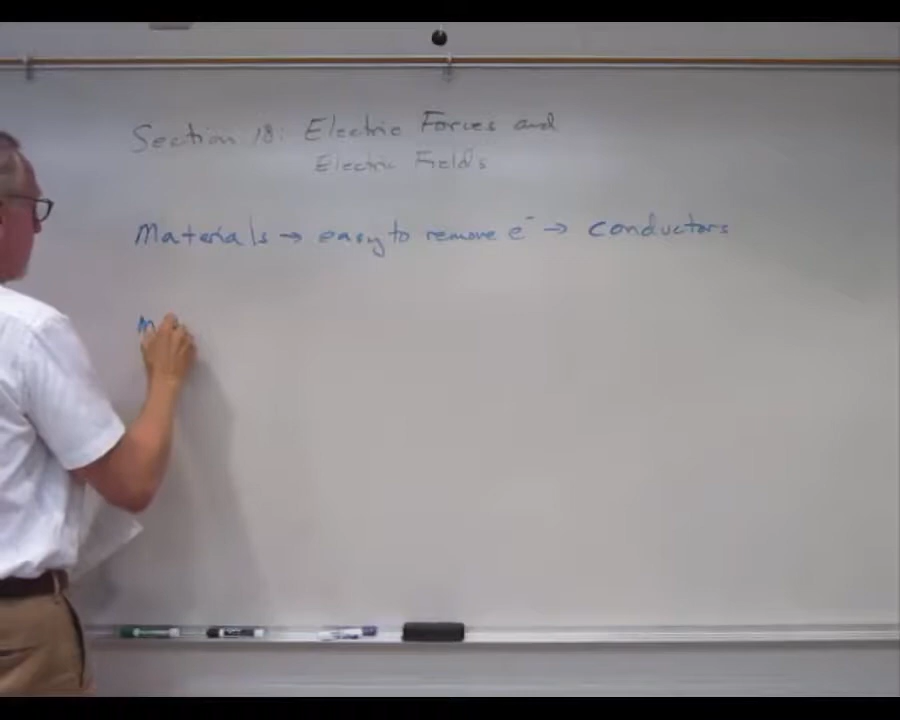 Section 18: Electric Forces and
Electric Fields
Materials → easy to remove e⁻ → conductors
M